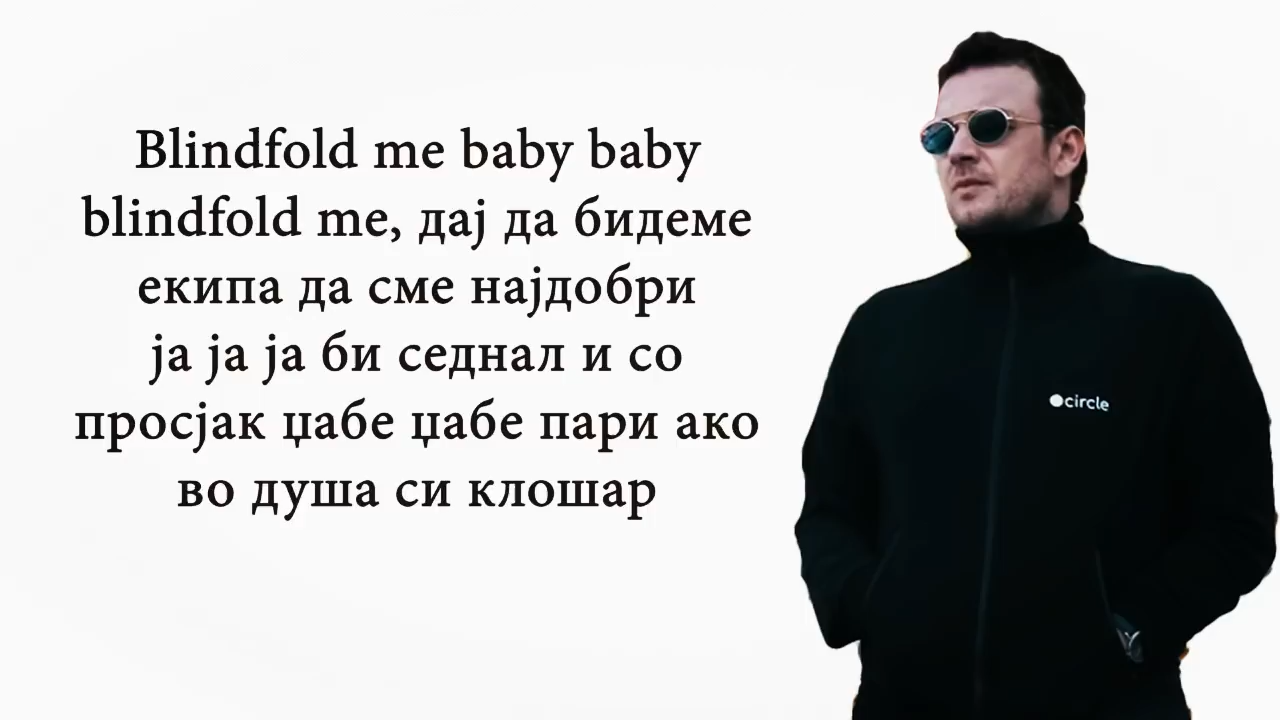 Blindfold me baby baby
blindfold me, дај да бидеме
екипа да сме најдобри
ја ја ја би седнал и со
просјак џабе џабе пари ако
во душа си клошар
circle